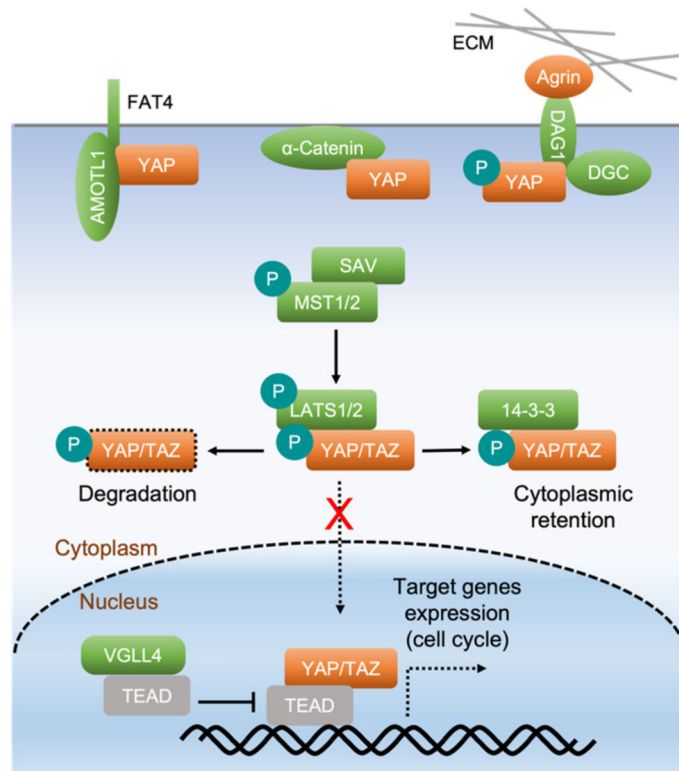 ECM
FAT4
Agrin
DAG1
AMOTL1
YAP
α-Catenin
YAP
P
YAP
DGC
SAV
P
MST1/2
P
LATS1/2
14-3-3
P
YAP/TAZ
P
YAP/TAZ
P
YAP/TAZ
Degradation
Cytoplasmic
retention
X
Cytoplasm
Nucleus
Target genes
expression
(cell cycle)
VGLL4
TEAD
YAP/TAZ
TEAD